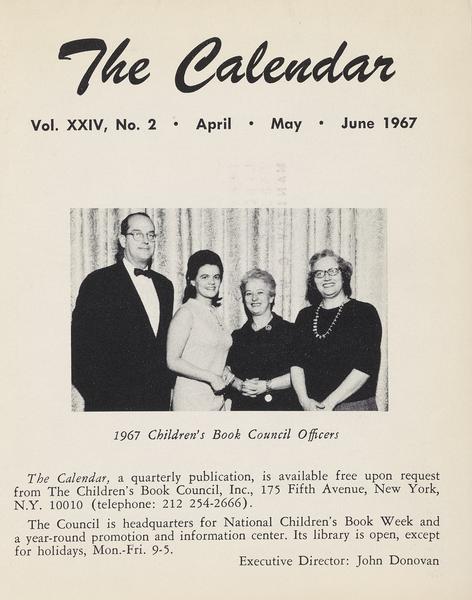 The Calendar
Vol. XXIV, No. 2 • April • May • June 1967
1967 Children's Book Council Officers
The Calendar, a quarterly publication, is available free upon request
from The Children's Book Council, Inc., 175 Fifth Avenue, New York,
N.Y. 10010 (telephone: 212 254-2666).
The Council is headquarters for National Children's Book Week and
a year-round promotion and information center. Its library is open, except
for holidays, Mon.-Fri. 9-5.
Executive Director: John Donovan